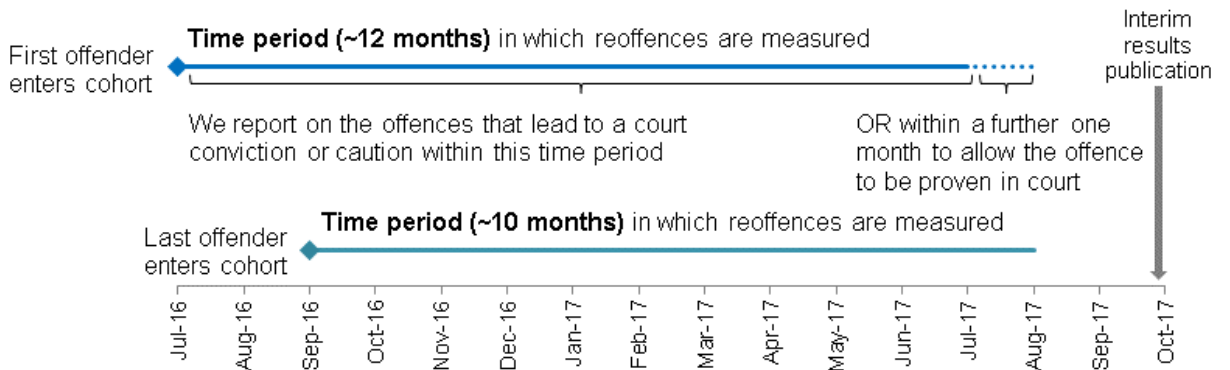 Time period (~12 months) in which reoffences are measured
First offender
enters cohort
Interim
results
publication
We report on the offences that lead to a court
conviction or caution within this time period
OR within a further one
month to allow the offence
to be proven in court
Time period (~10 months) in which reoffences are measured
Last offender
enters cohort
Jul-16
Aug-16
Sep-16
Oct-16
Nov-16
Dec-16
Jan-17
Feb-17
Mar-17
Apr-17
May-17
Jun-17
Jul-17
Aug-17
Sep-17
Oct-17